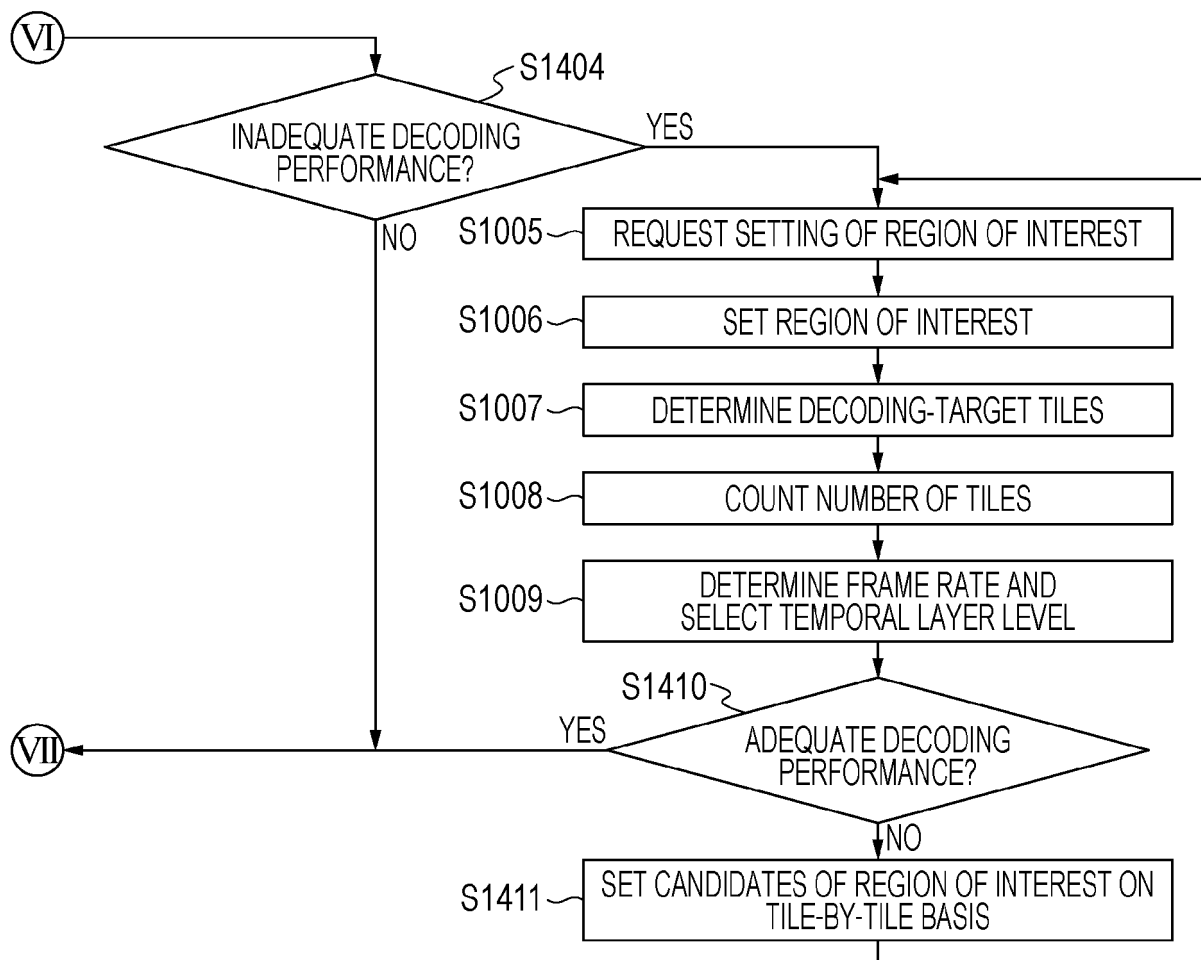 VI
S1404
INADEQUATE DECODING
PERFORMANCE?
YES
NO
S1005
REQUEST SETTING OF REGION OF INTEREST
S1006
SET REGION OF INTEREST
S1007
DETERMINE DECODING-TARGET TILES
S1008
COUNT NUMBER OF TILES
S1009
DETERMINE FRAME RATE AND
SELECT TEMPORAL LAYER LEVEL
S1410
ADEQUATE DECODING
PERFORMANCE?
YES
VII
NO
S1411
SET CANDIDATES OF REGION OF INTEREST ON
TILE-BY-TILE BASIS